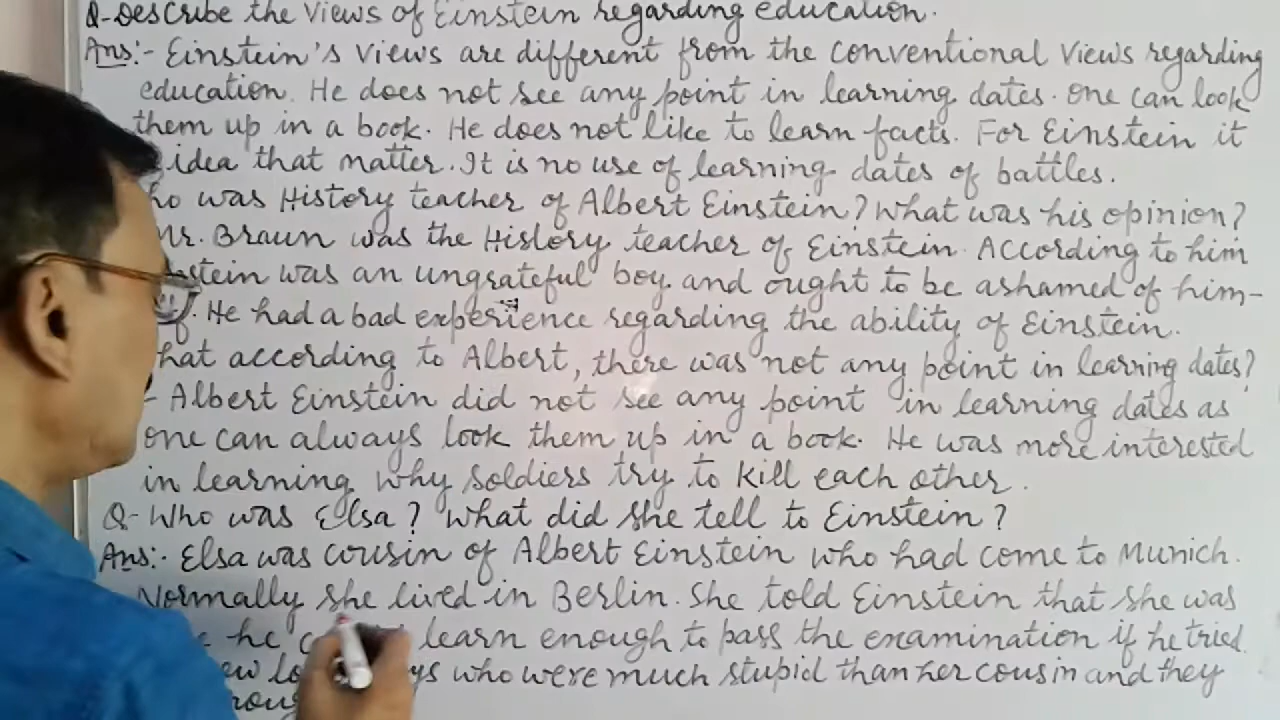 Q-Describe the views of Einstein regarding education.
Ans:- Einstein's views are different from the conventional views regarding
education. He does not see any point in learning dates. One can look
them up in a book. He does not like to learn facts. For Einstein it
idea that matter. It is no use of learning dates of battles.
was History teacher of Albert Einstein? What was his opinion?
Mr. Braun was the History teacher of Einstein. According to him
was an ungrateful boy and ought to be ashamed of him-
He had a bad experience regarding the ability of Einstein.
according to Albert, there was not any point in learning dates?
- Albert Einstein did not see any point in learning dates as
one can always look them up in a book. He was more interested
in learning why soldiers try to kill each other.
Q- Who was Elsa? What did she tell to Einstein?
Ans:- Elsa was cousin of Albert Einstein who had come to Munich.
Normally she lived in Berlin. She told Einstein that she was
he learn enough to pass the examination if he tried.
who were much stupid than her cousin and they